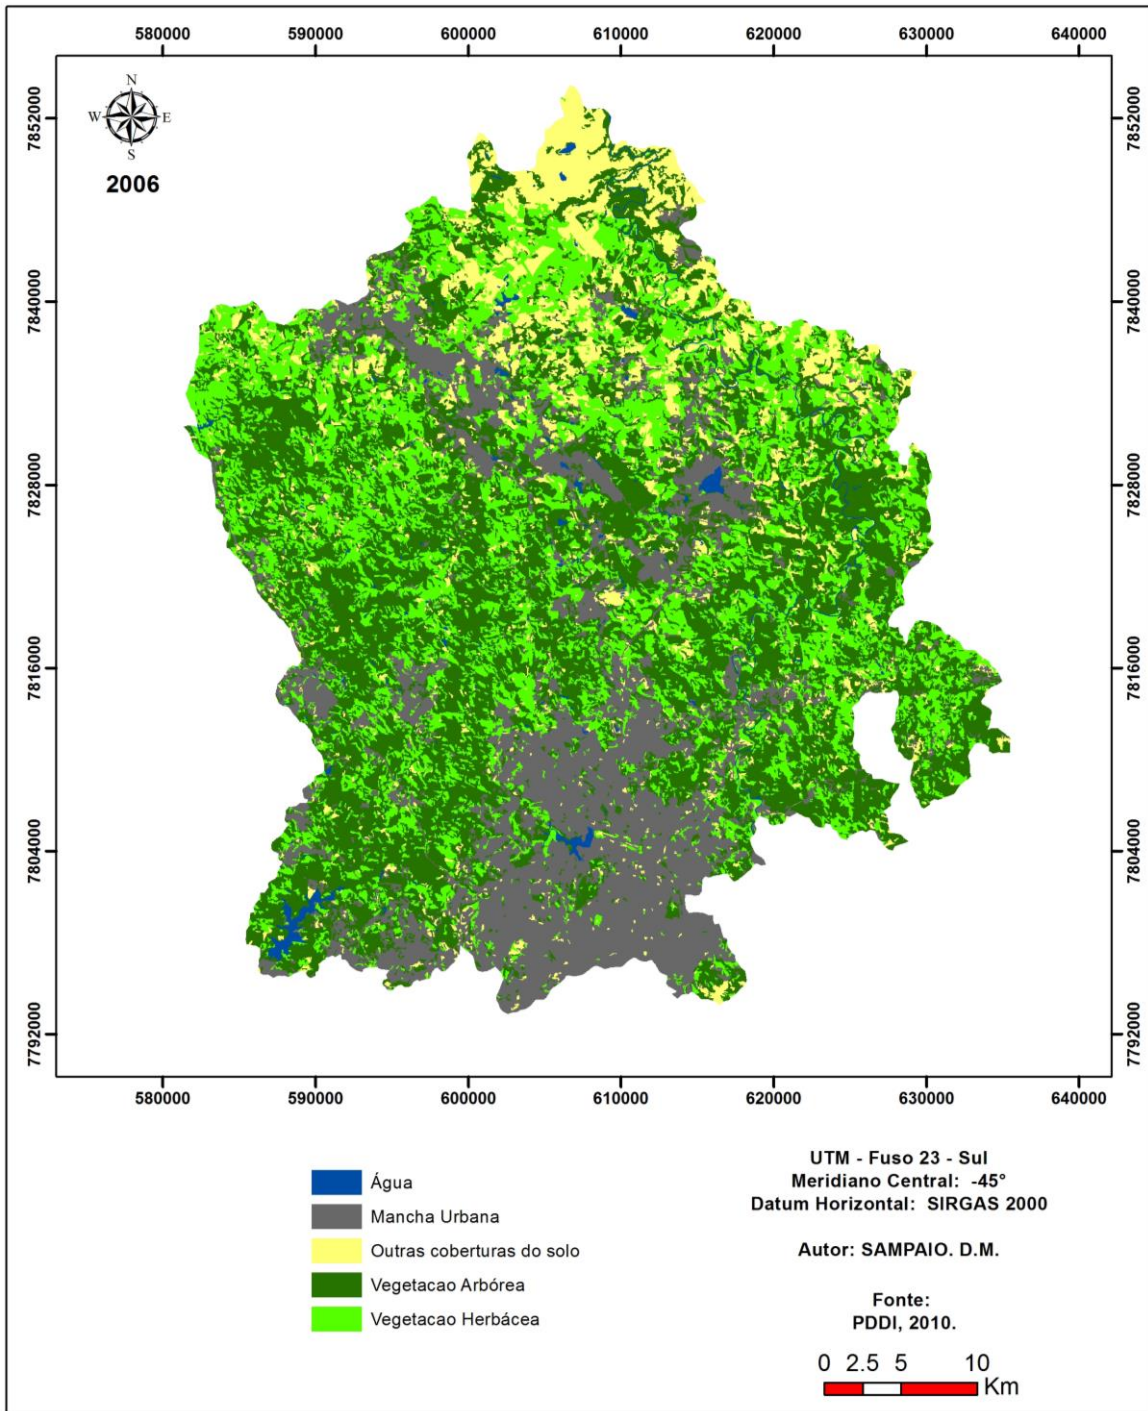 580000 590000 600000 610000 620000 630000 640000
N
W E
S
2006
7852000 7852000
7840000 7840000
7828000 7828000
7816000 7816000
7804000 7804000
7792000 7792000
580000 590000 600000 610000 620000 630000 640000
Água
Mancha Urbana
Outras coberturas do solo
Vegetacao Arbórea
Vegetacao Herbácea
UTM - Fuso 23 - Sul
Meridiano Central: -45°
Datum Horizontal: SIRGAS 2000
Autor: SAMPAIO. D.M.
Fonte:
PDDI, 2010.
0 2.5 5 10
Km